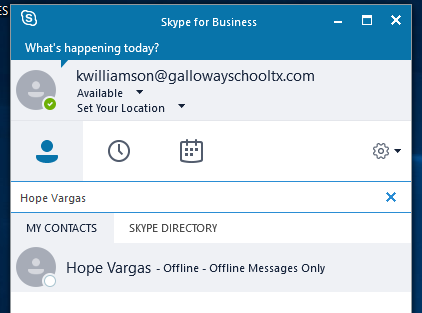 ES
Skype for Business
What's happening today?
kwilliamson@gallowayschooltx.com
Available
Set Your Location
Hope Vargas
MY CONTACTS SKYPE DIRECTORY
Hope Vargas - Offline - Offline Messages Only